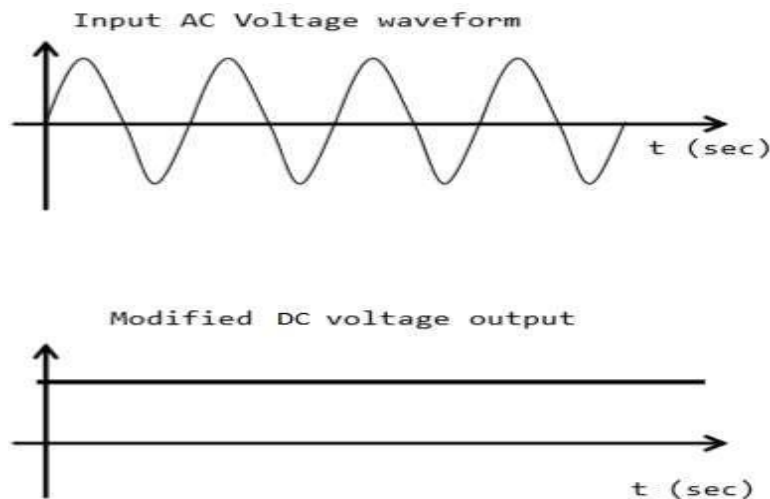 Input AC Voltage waveform
t (sec)
Modified DC voltage output
t (sec)